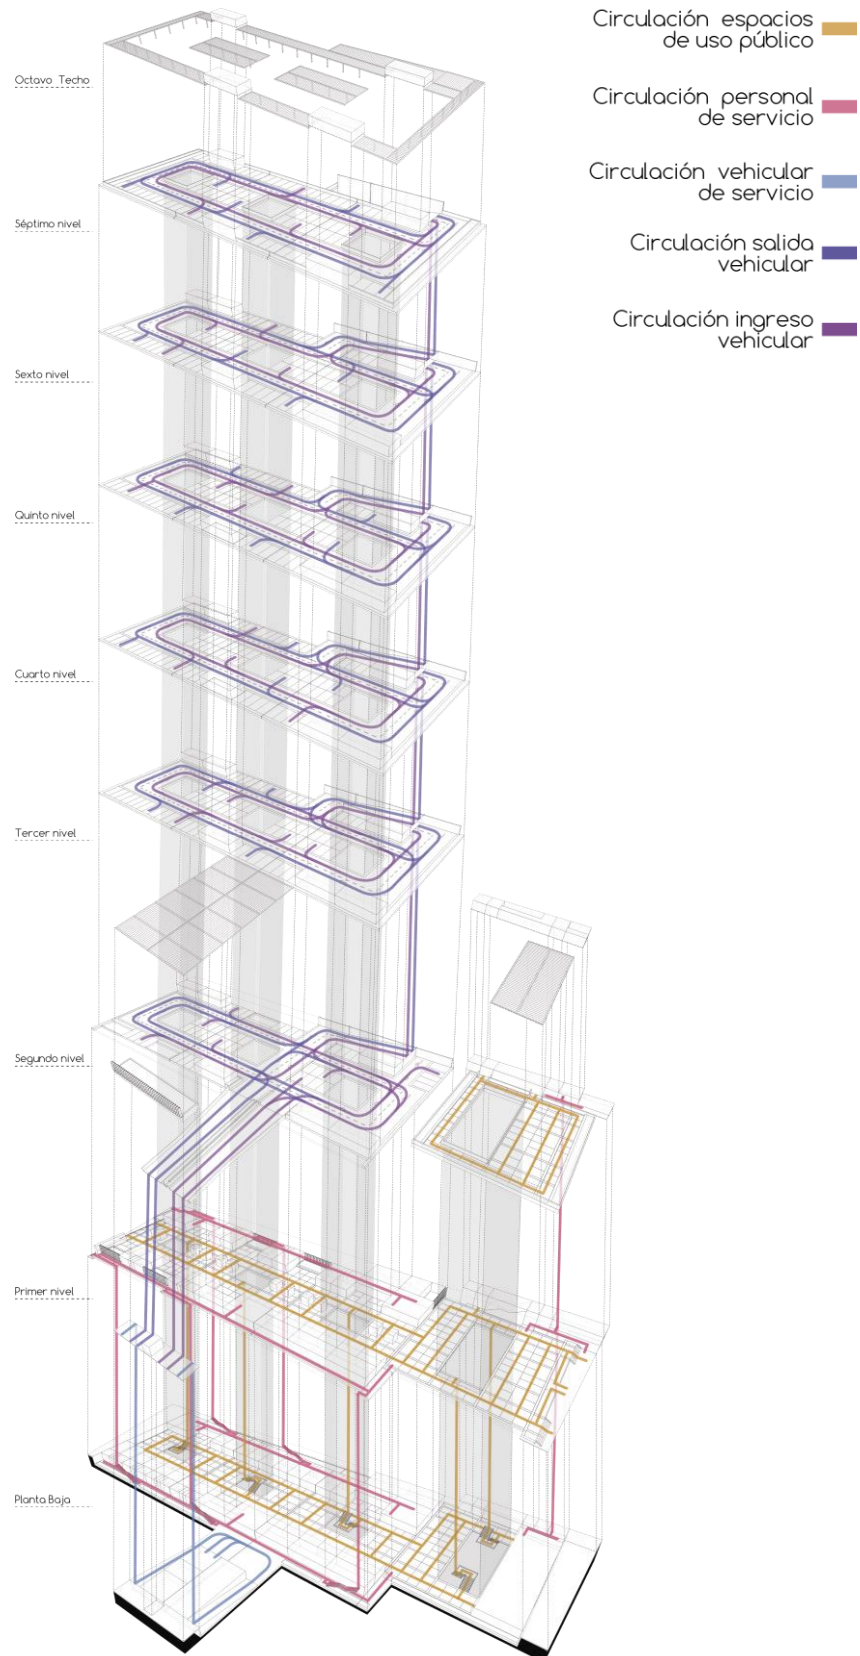 Circulación espacios
de uso público
Circulación personal
de servicio
Circulación vehicular
de servicio
Circulación salida
vehicular
Circulación ingreso
vehicular
Octavo Techo
Séptimo nivel
Sexto nivel
Quinto nivel
Cuarto nivel
Tercer nivel
Segundo nivel
Primer nivel
Planta Baja